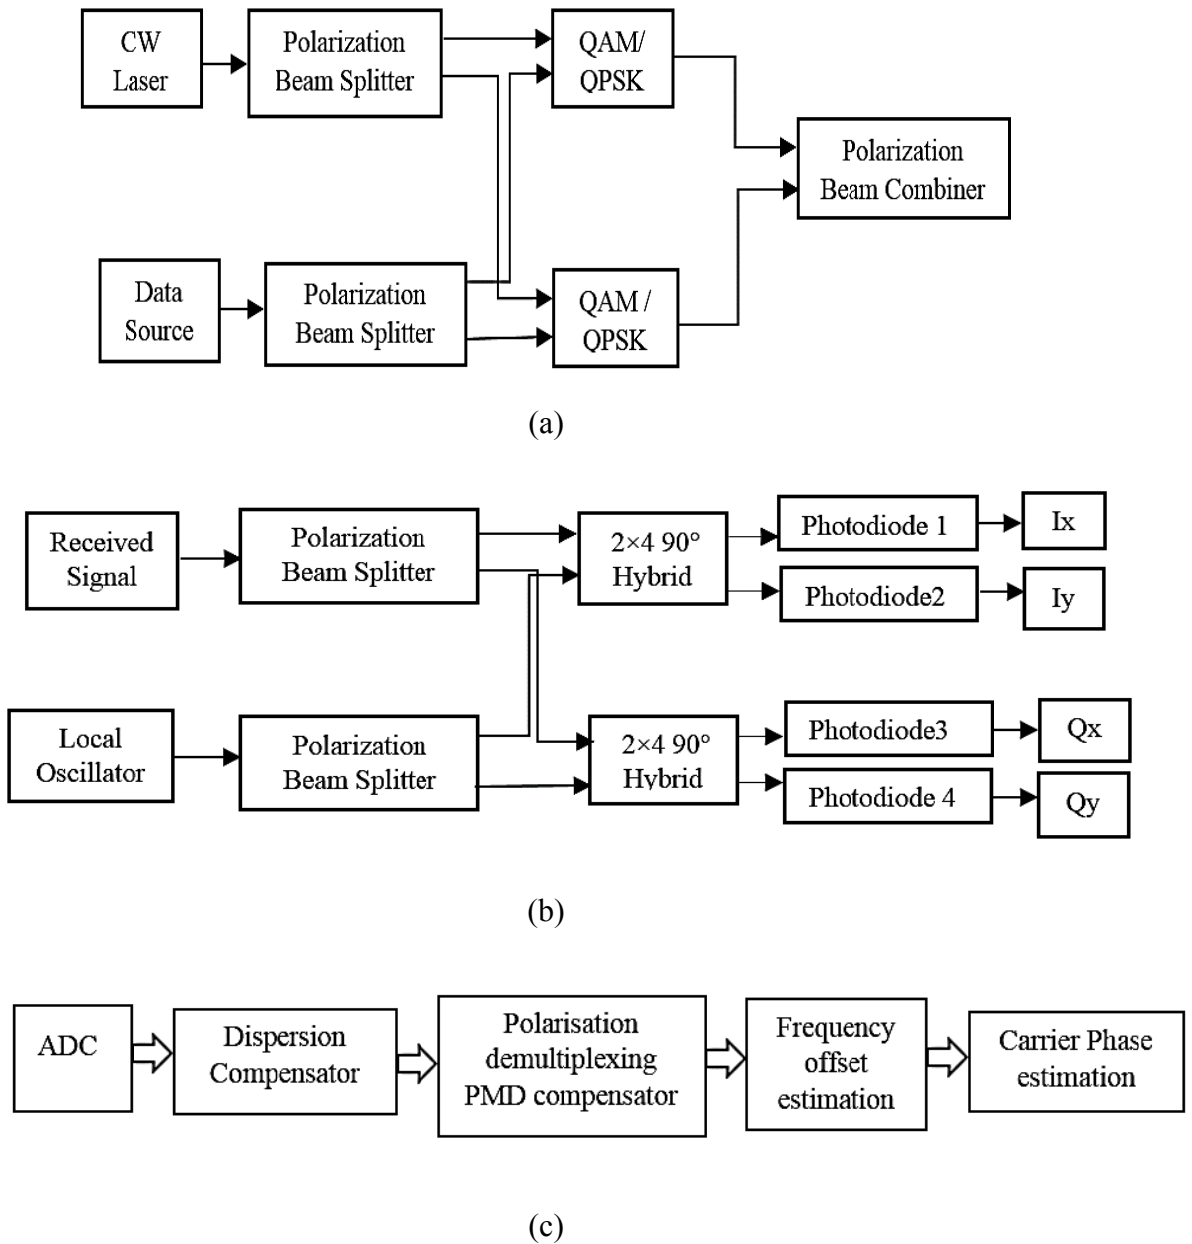 CW
Laser
Polarization
Beam Splitter
QAM/
QPSK
Polarization
Beam Combiner
Data
Source
Polarization
Beam Splitter
QAM /
QPSK
(a)
Received
Signal
Polarization
Beam Splitter
2×4 90°
Hybrid
Photodiode 1
Ix
Photodiode2
Iy
Local
Oscillator
Polarization
Beam Splitter
2×4 90°
Hybrid
Photodiode3
Qx
Photodiode 4
Qy
(b)
ADC
Dispersion
Compensator
Polarisation
demultiplexing
PMD compensator
Frequency
offset
estimation
Carrier Phase
estimation
(c)